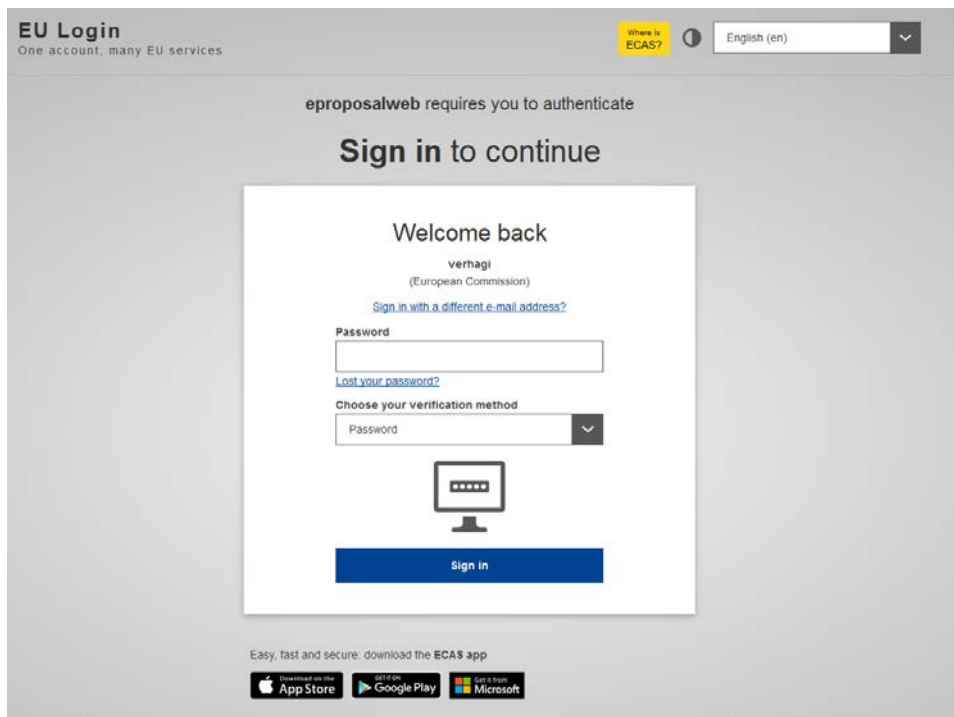 EU Login
One account, many EU services
Where is
ECAS?
English (en)
eproposalweb requires you to authenticate
Sign in to continue
Welcome back
verhagi
(European Commission)
Sign in with a different e-mail address?
Password
Lost your password?
Choose your verification method
Password
Sign in
Easy, fast and secure: download the ECAS app
Download on the
App Store
GET IT ON
Google Play
Get it from
Microsoft